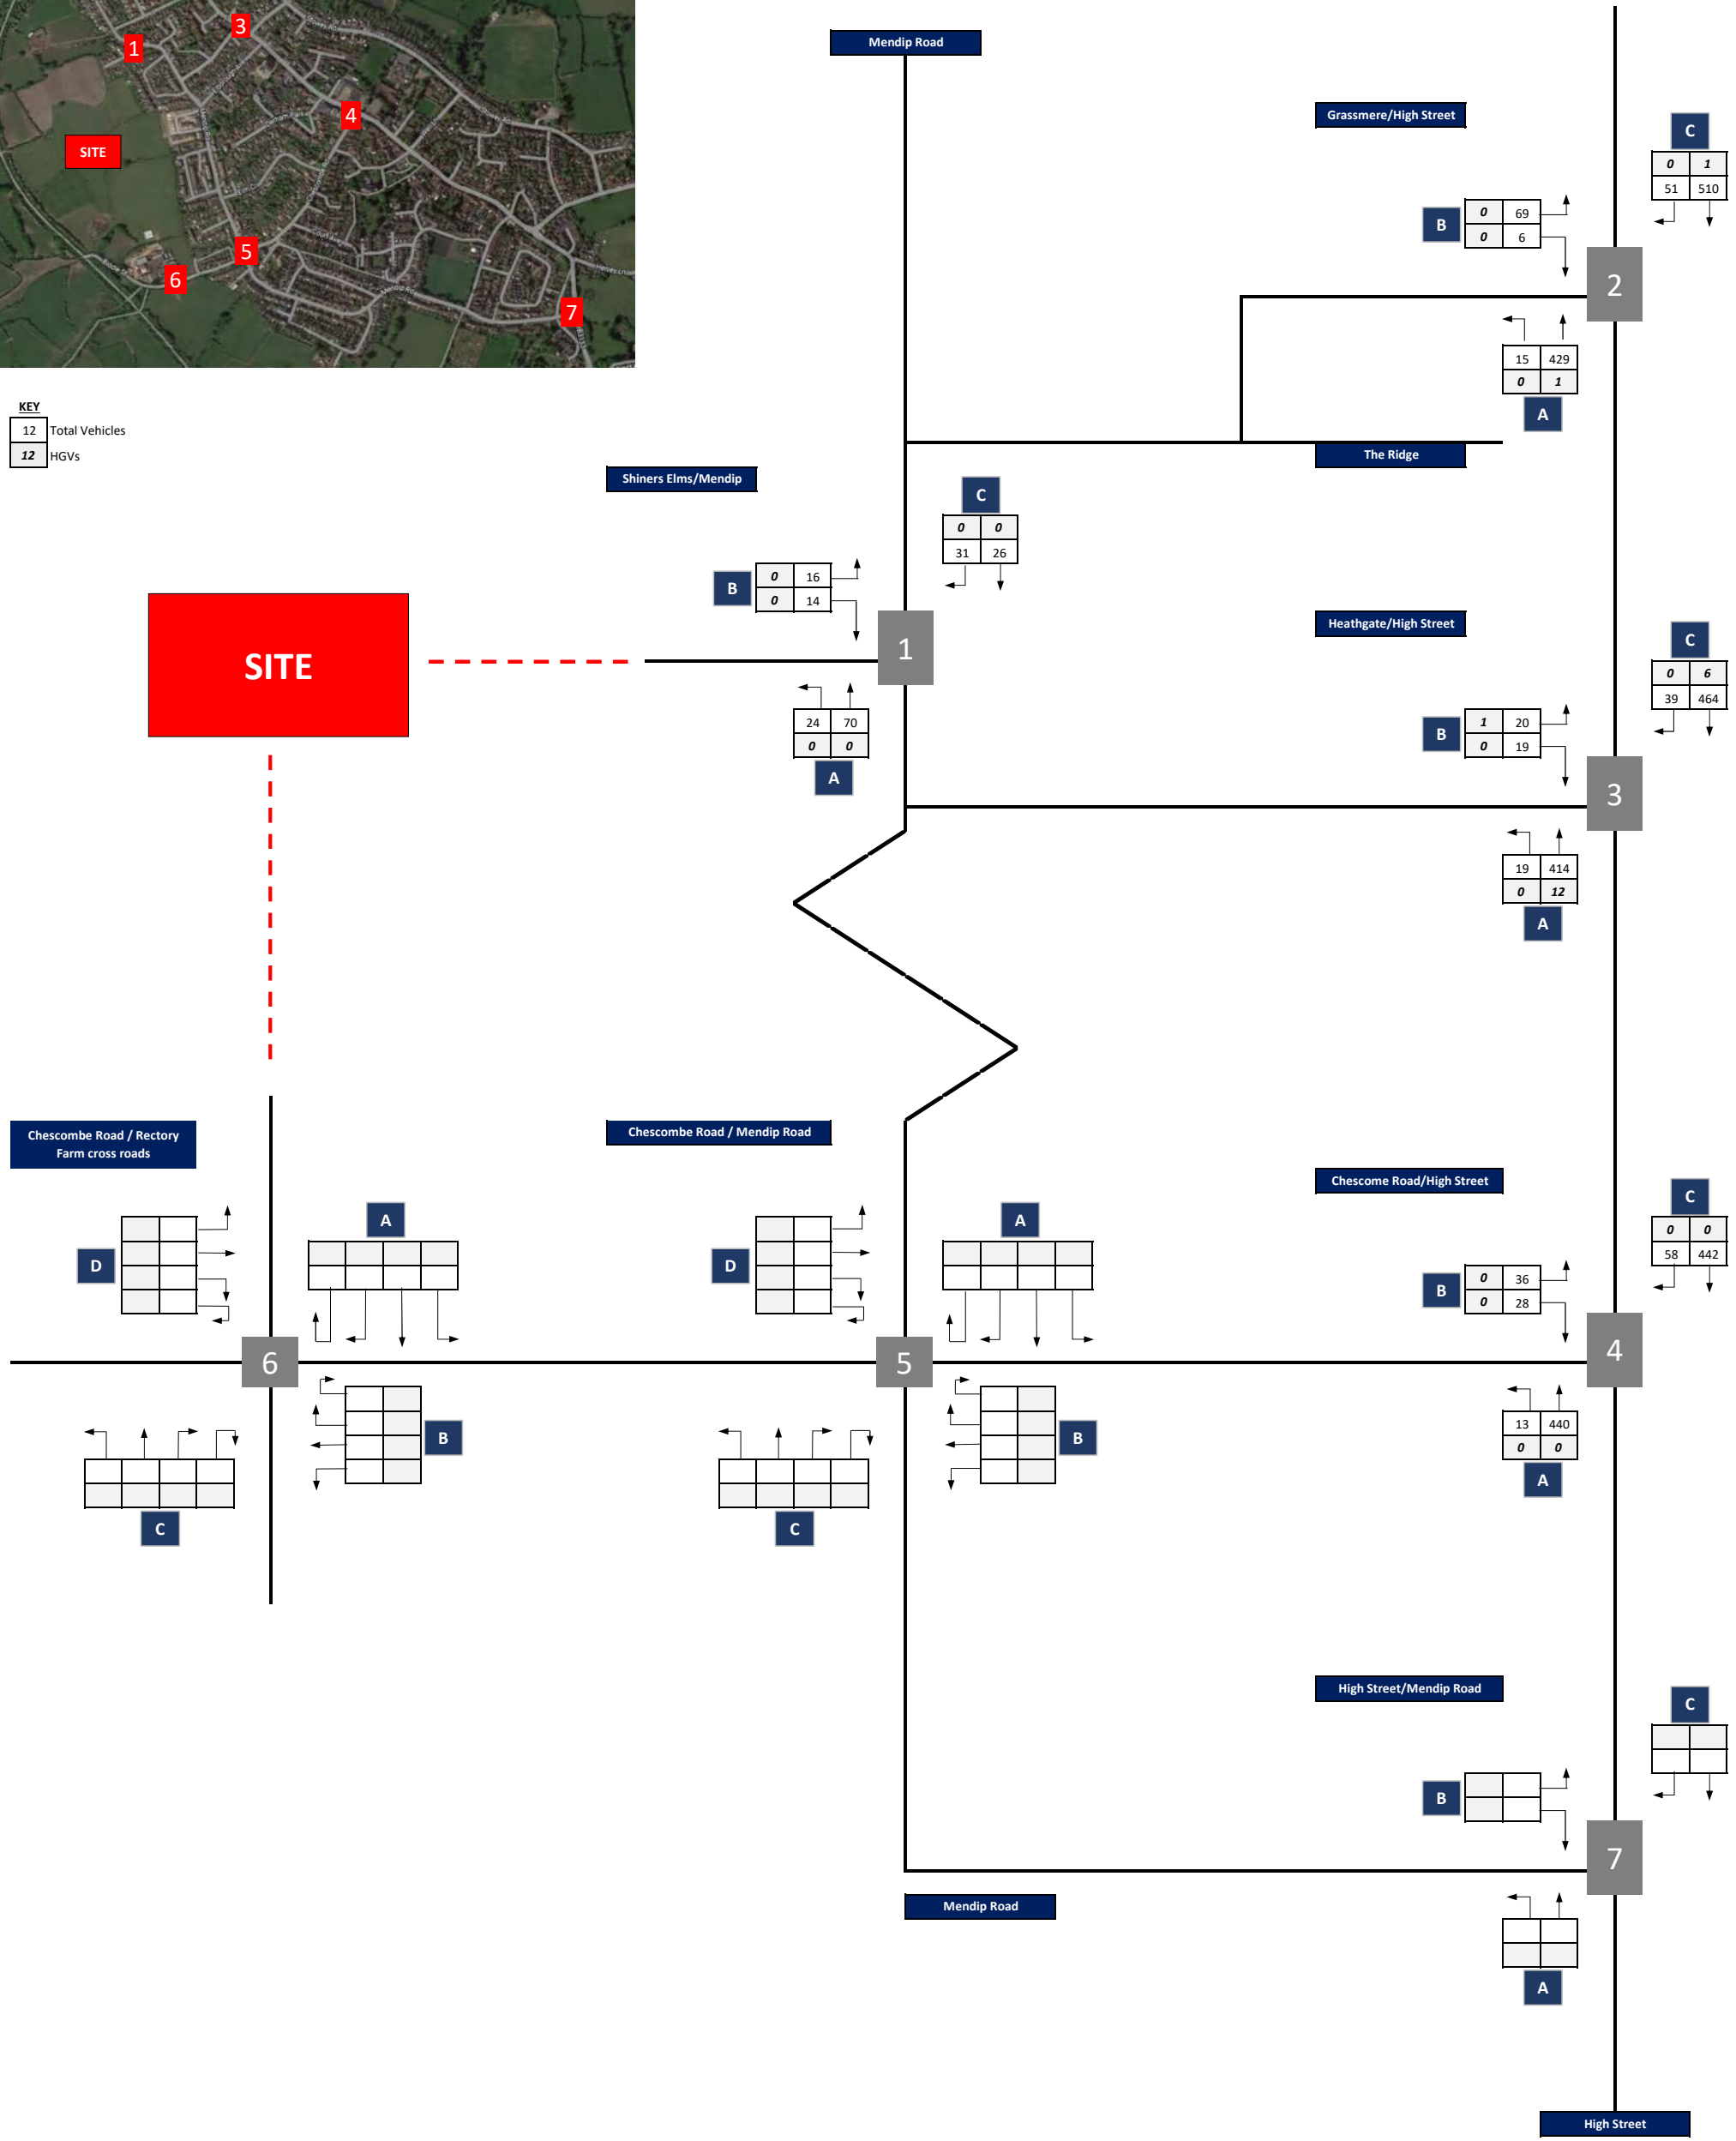 3
1
4
SITE
5
6
7
KEY
12 Total Vehicles
12 HGVs
Mendip Road
Grassmere/High Street
C
0 1
51 510
B
0 69
0 6
2
15 429
0 1
A
The Ridge
Shiners Elms/Mendip
C
0 0
31 26
B
0 16
0 14
1
24 70
0 0
A
SITE
Heathgate/High Street
C
0 6
39 464
B
1 20
0 19
3
19 414
0 12
A
Chescombe Road / Rectory
Farm cross roads
A
D
6
B
C
Chescombe Road / Mendip Road
A
D
5
B
C
Chescome Road/High Street
C
0 0
58 442
B
0 36
0 28
4
13 440
0 0
A
High Street/Mendip Road
C
B
7
Mendip Road
A
High Street